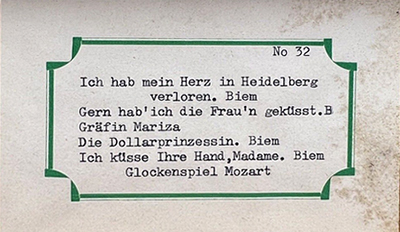 No 32
Ich hab mein Herz in Heidelberg
verloren. Biem
Gern hab'ich die Frau'n geküsst.B
Gräfin Mariza
Die Dollarprinzessin. Biem
Ich küsse Ihre Hand,Madame. Biem
Glockenspiel Mozart